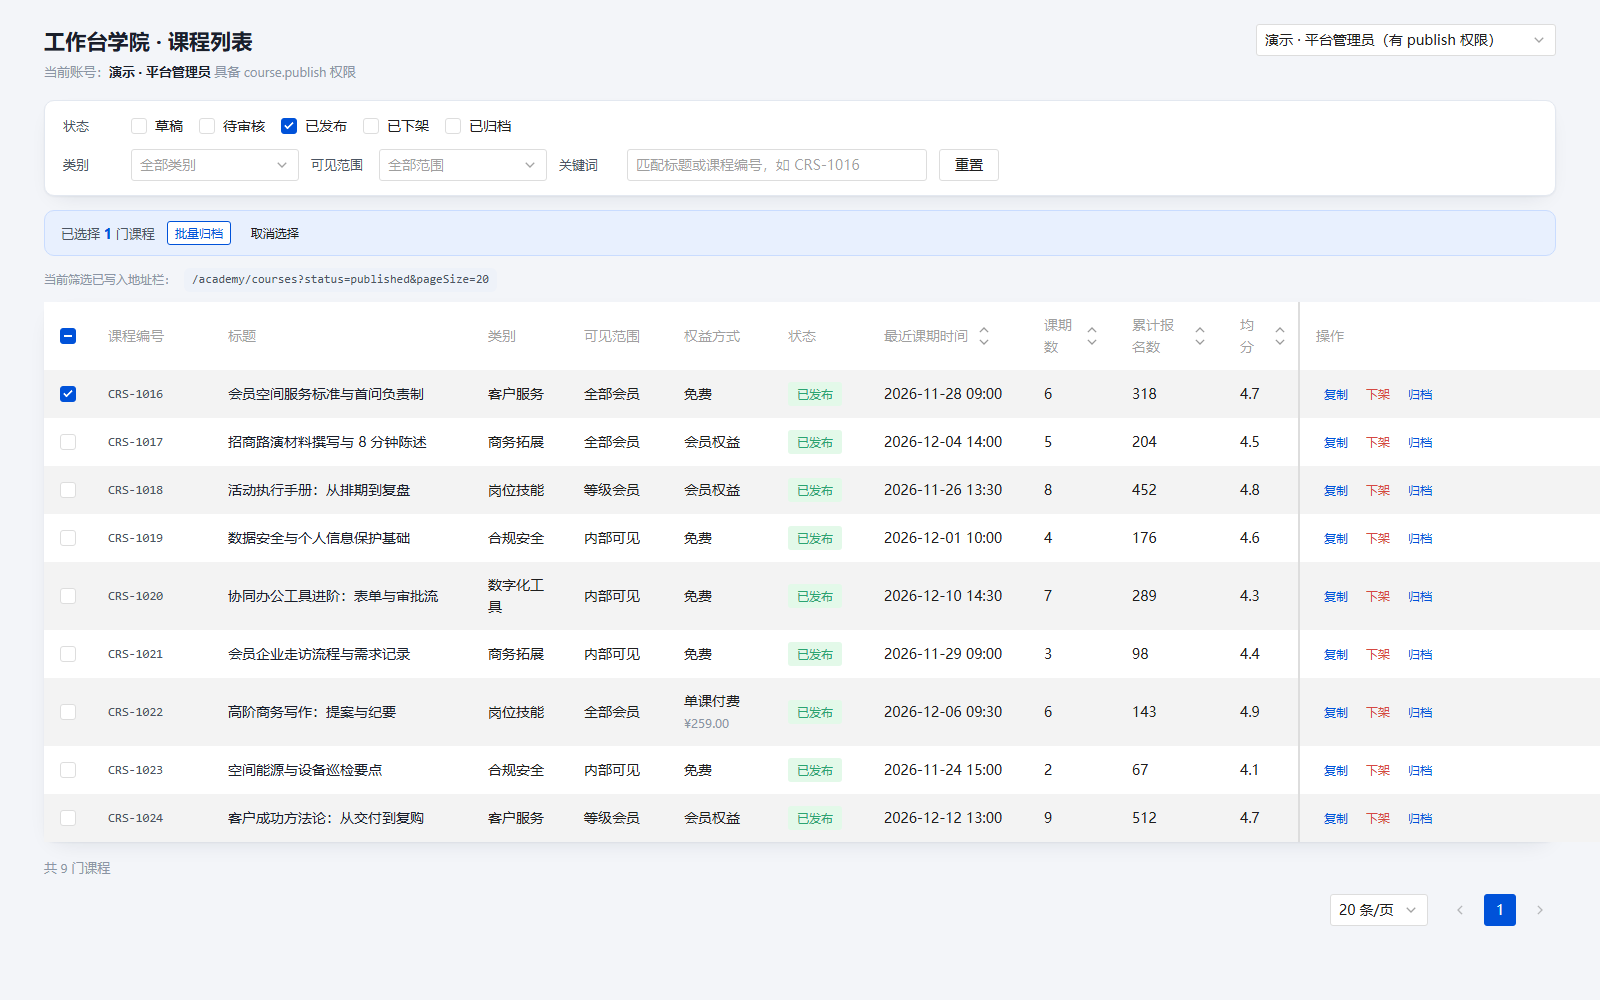 工作台学院 · 课程列表
演示 · 平台管理员（有 publish 权限）
当前账号：演示 · 平台管理员 具备 course.publish 权限
状态 草稿 待审核 已发布 已下架 已归档
类别 全部类别 可见范围 全部范围 关键词 匹配标题或课程编号，如 CRS-1016 重置
已选择 1 门课程 批量归档 取消选择
当前筛选已写入地址栏： /academy/courses?status=published&pageSize=20
课程编号 标题 类别 可见范围 权益方式 状态 最近课期时间 课期数 累计报名数 均分 操作
CRS-1016 会员空间服务标准与首问负责制 客户服务 全部会员 免费 已发布 2026-11-28 09:00 6 318 4.7 复制 下架 归档
CRS-1017 招商路演材料撰写与 8 分钟陈述 商务拓展 全部会员 会员权益 已发布 2026-12-04 14:00 5 204 4.5 复制 下架 归档
CRS-1018 活动执行手册：从排期到复盘 岗位技能 等级会员 会员权益 已发布 2026-11-26 13:30 8 452 4.8 复制 下架 归档
CRS-1019 数据安全与个人信息保护基础 合规安全 内部可见 免费 已发布 2026-12-01 10:00 4 176 4.6 复制 下架 归档
CRS-1020 协同办公工具进阶：表单与审批流 数字化工具 内部可见 免费 已发布 2026-12-10 14:30 7 289 4.3 复制 下架 归档
CRS-1021 会员企业走访流程与需求记录 商务拓展 内部可见 免费 已发布 2026-11-29 09:00 3 98 4.4 复制 下架 归档
CRS-1022 高阶商务写作：提案与纪要 岗位技能 全部会员 单课付费 ¥259.00 已发布 2026-12-06 09:30 6 143 4.9 复制 下架 归档
CRS-1023 空间能源与设备巡检要点 合规安全 内部可见 免费 已发布 2026-11-24 15:00 2 67 4.1 复制 下架 归档
CRS-1024 客户成功方法论：从交付到复购 客户服务 等级会员 会员权益 已发布 2026-12-12 13:00 9 512 4.7 复制 下架 归档
共 9 门课程
20 条/页 1